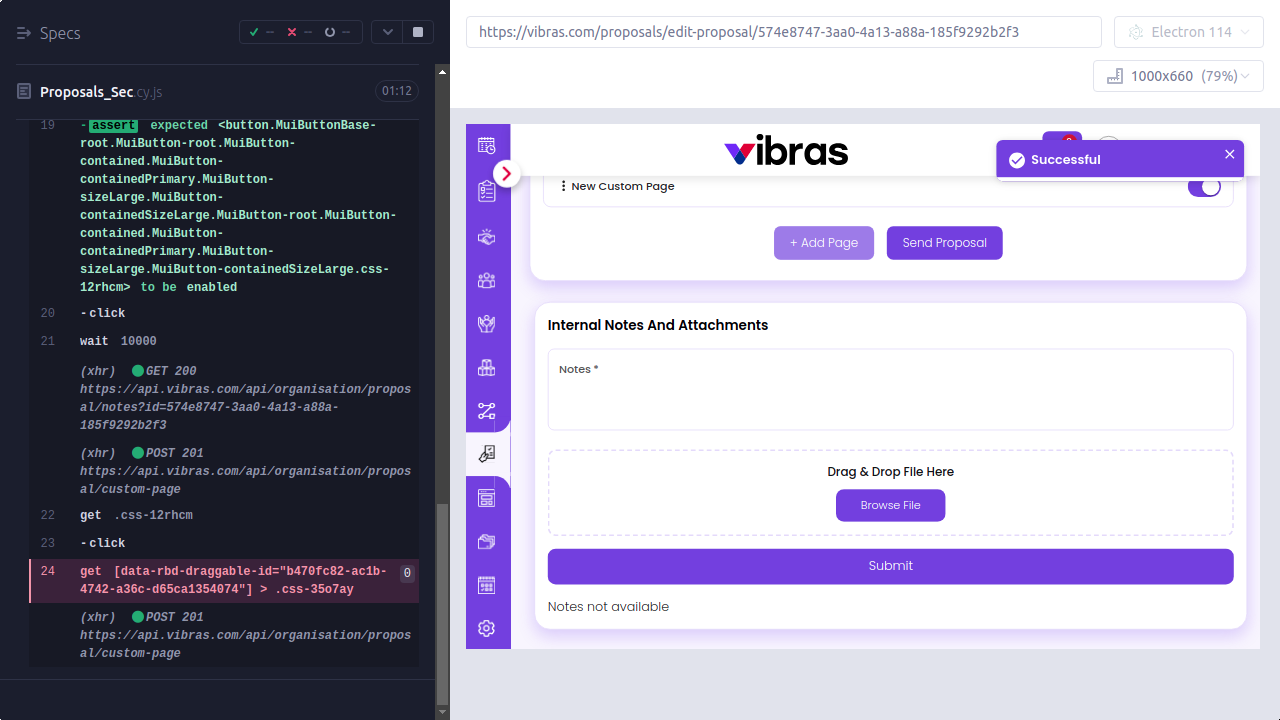 Specs
https://vibras.com/proposals/edit-proposal/574e8747-3aa0-4a13-a88a-185f9292b2f3
Electron 114
1000x660 (79%)
Proposals_Sec.cy.js
01:12
19 -assert expected <button.MuiButtonBase-
root.MuiButton-root.MuiButton-
contained.MuiButton-
containedPrimary.MuiButton-
sizeLarge.MuiButton-
containedSizeLarge.MuiButton-root.MuiButton-
contained.MuiButton-
containedPrimary.MuiButton-
sizeLarge.MuiButton-containedSizeLarge.css-
12rhcm> to be enabled
20 -click
21 wait 10000
(xhr) GET 200
https://api.vibras.com/api/organisation/propos
al/notes?id=574e8747-3aa0-4a13-a88a-
185f9292b2f3
(xhr) POST 201
https://api.vibras.com/api/organisation/propos
al/custom-page
22 get .css-12rhcm
23 -click
24 get [data-rbd-draggable-id="b470fc82-ac1b-
4742-a36c-d65ca1354074"] > .css-35o7ay
0
(xhr) POST 201
https://api.vibras.com/api/organisation/propos
al/custom-page
vibras
Successful
New Custom Page
+ Add Page
Send Proposal
Internal Notes And Attachments
Notes *
Drag & Drop File Here
Browse File
Submit
Notes not available